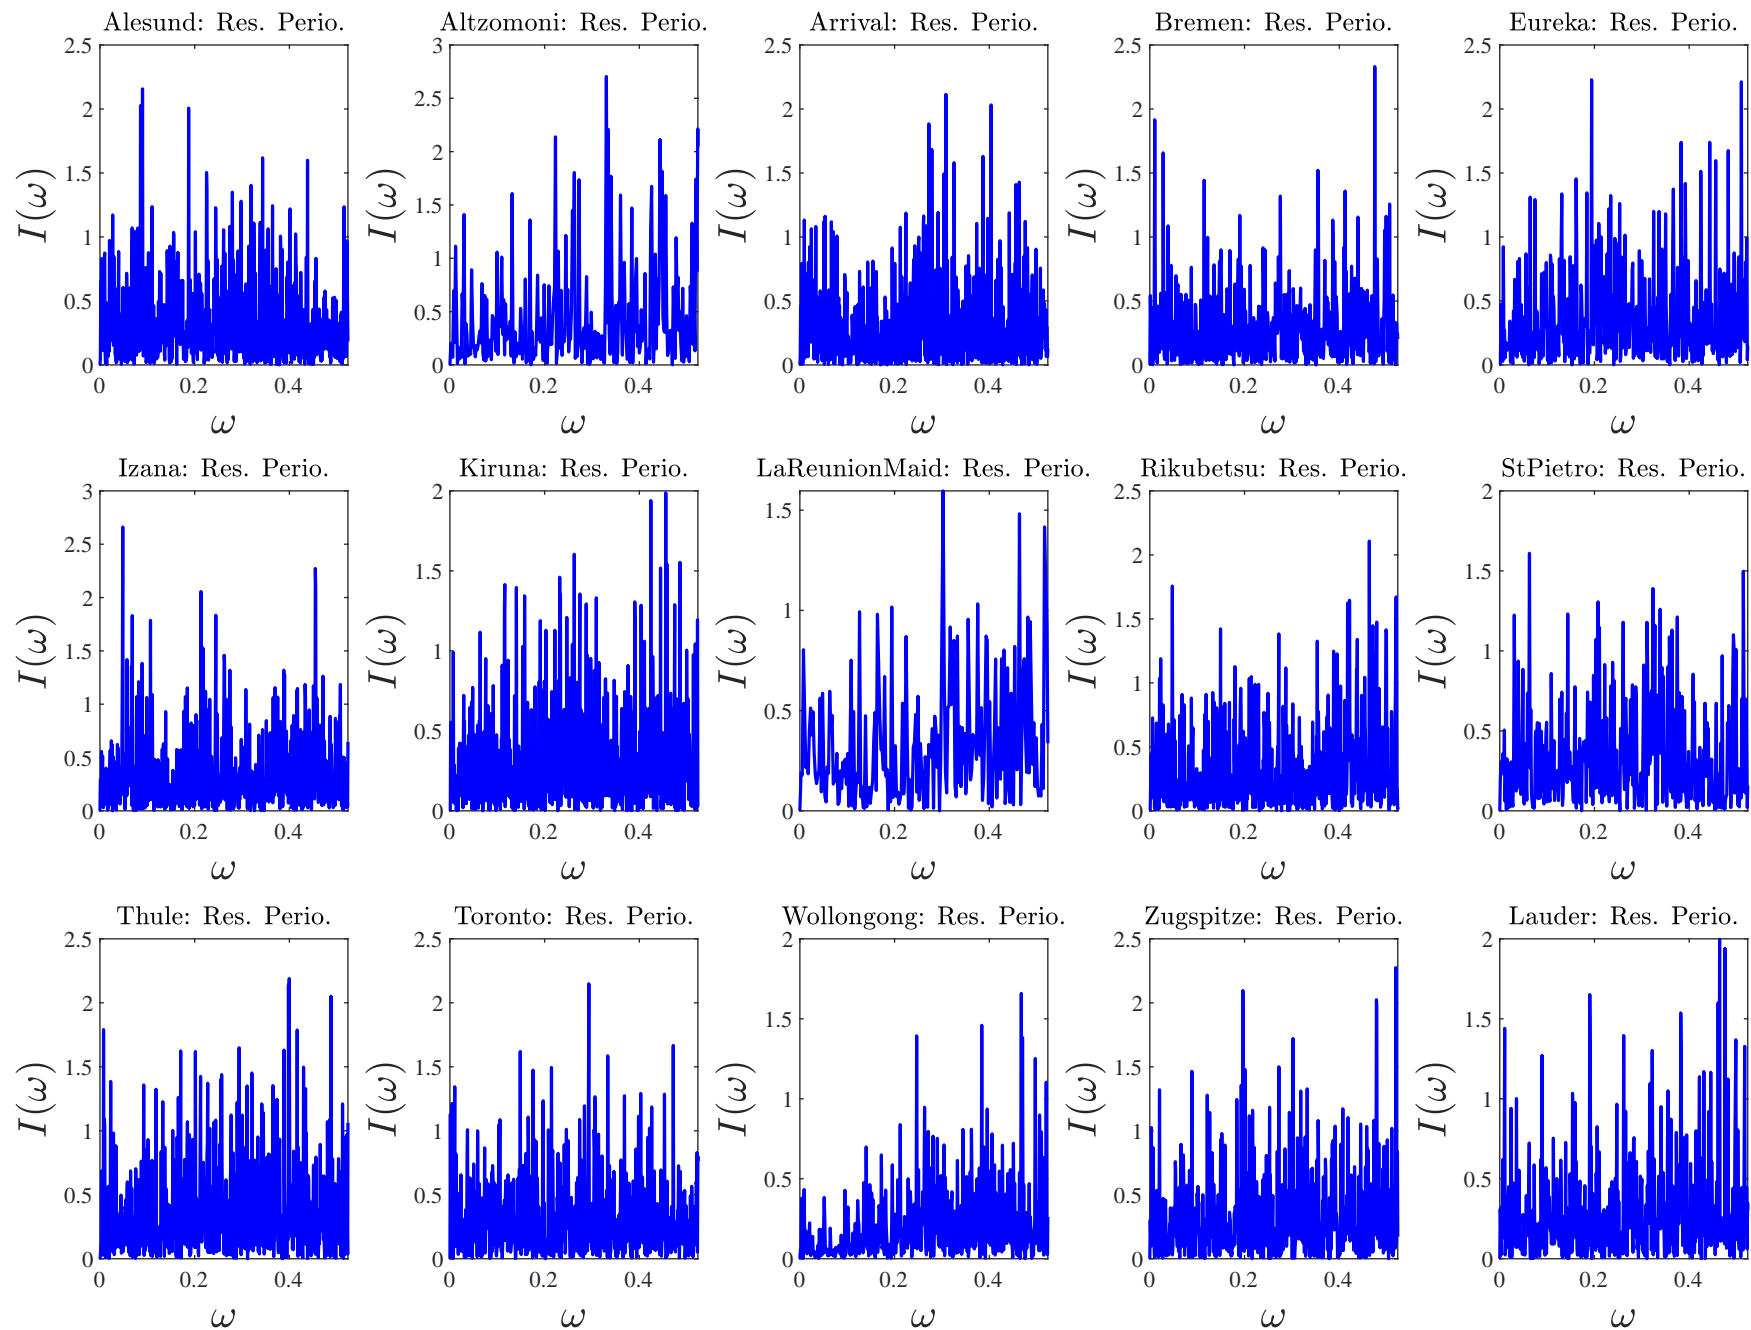 Alesund: Res. Perio.
2.5
2
1.5
1
0.5
0
I(ω)
0 0.2 0.4
ω
Altzomoni: Res. Perio.
3
2.5
2
1.5
1
0.5
0
I(ω)
0 0.2 0.4
ω
Arrival: Res. Perio.
2.5
2
1.5
1
0.5
0
I(ω)
0 0.2 0.4
ω
Bremen: Res. Perio.
2.5
2
1.5
1
0.5
0
I(ω)
0 0.2 0.4
ω
Eureka: Res. Perio.
2.5
2
1.5
1
0.5
0
I(ω)
0 0.2 0.4
ω
Izana: Res. Perio.
3
2.5
2
1.5
1
0.5
0
I(ω)
0 0.2 0.4
ω
Kiruna: Res. Perio.
2
1.5
1
0.5
0
I(ω)
0 0.2 0.4
ω
LaReunionMaid: Res. Perio.
1.5
1
0.5
0
I(ω)
0 0.2 0.4
ω
Rikubetsu: Res. Perio.
2.5
2
1.5
1
0.5
0
I(ω)
0 0.2 0.4
ω
StPietro: Res. Perio.
2
1.5
1
0.5
0
I(ω)
0 0.2 0.4
ω
Thule: Res. Perio.
2.5
2
1.5
1
0.5
0
I(ω)
0 0.2 0.4
ω
Toronto: Res. Perio.
2.5
2
1.5
1
0.5
0
I(ω)
0 0.2 0.4
ω
Wollongong: Res. Perio.
2
1.5
1
0.5
0
I(ω)
0 0.2 0.4
ω
Zugspitze: Res. Perio.
2.5
2
1.5
1
0.5
0
I(ω)
0 0.2 0.4
ω
Lauder: Res. Perio.
2
1.5
1
0.5
0
I(ω)
0 0.2 0.4
ω